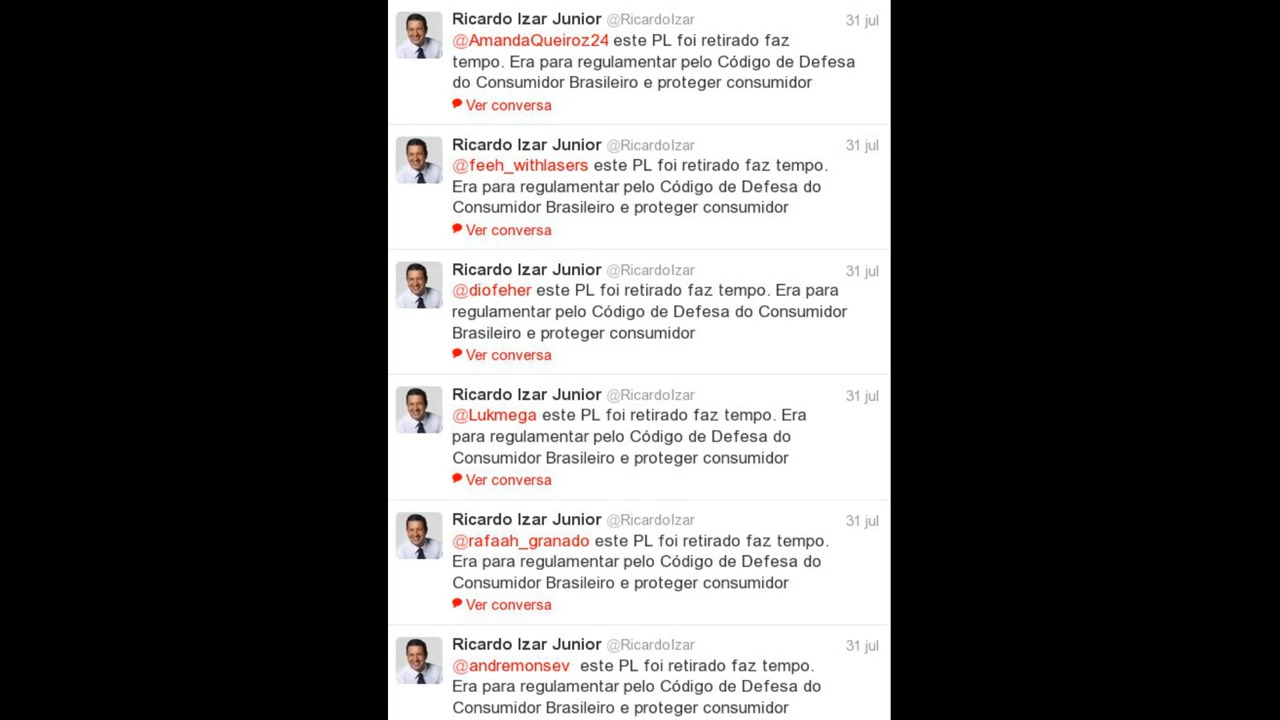 Ricardo Izar Junior @RicardoIzar 31 jul
@AmandaQueiroz24 este PL foi retirado faz
tempo. Era para regulamentar pelo Código de Defesa
do Consumidor Brasileiro e proteger consumidor
Ver conversa
Ricardo Izar Junior @RicardoIzar 31 jul
@feeh_withlasers este PL foi retirado faz tempo.
Era para regulamentar pelo Código de Defesa do
Consumidor Brasileiro e proteger consumidor
Ver conversa
Ricardo Izar Junior @RicardoIzar 31 jul
@diofeher este PL foi retirado faz tempo. Era para
regulamentar pelo Código de Defesa do Consumidor
Brasileiro e proteger consumidor
Ver conversa
Ricardo Izar Junior @RicardoIzar 31 jul
@Lukmega este PL foi retirado faz tempo. Era
para regulamentar pelo Código de Defesa do
Consumidor Brasileiro e proteger consumidor
Ver conversa
Ricardo Izar Junior @RicardoIzar 31 jul
@rafaah_granado este PL foi retirado faz tempo.
Era para regulamentar pelo Código de Defesa do
Consumidor Brasileiro e proteger consumidor
Ver conversa
Ricardo Izar Junior @RicardoIzar 31 jul
@andremonsev este PL foi retirado faz tempo.
Era para regulamentar pelo Código de Defesa do
Consumidor Brasileiro e proteger consumidor